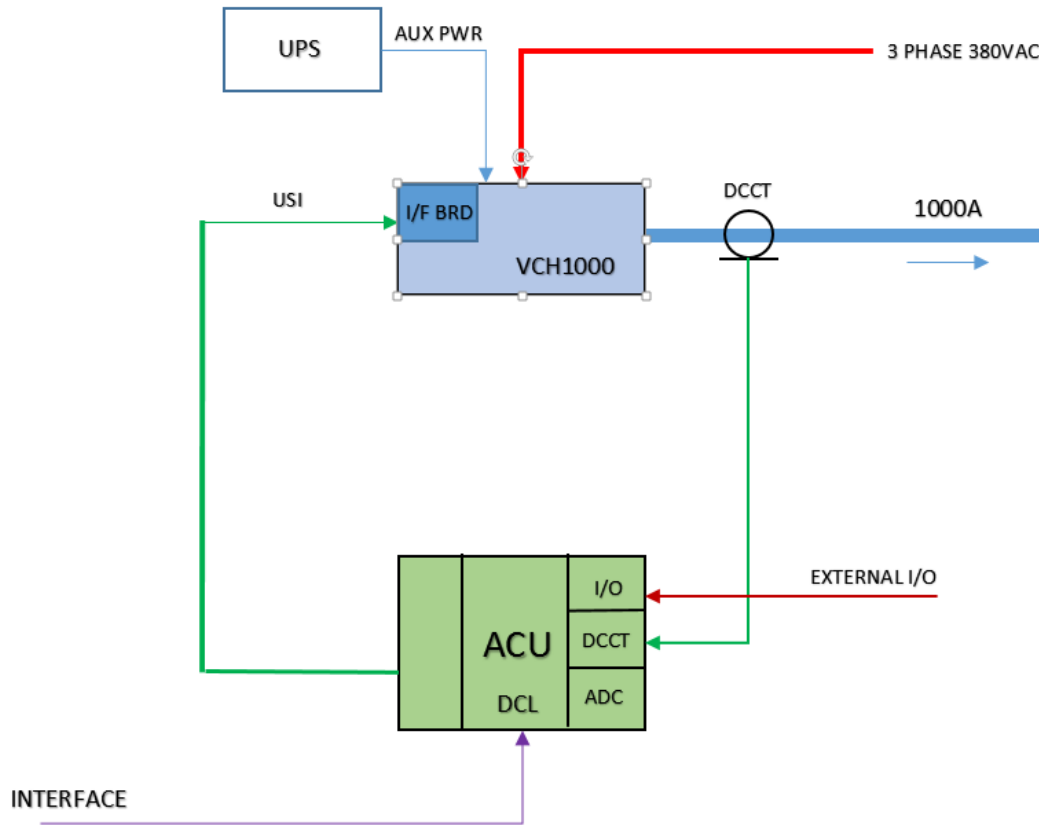 UPS
AUX PWR
3 PHASE 380VAC
USI
I/F BRD
VCH1000
DCCT
1000A
I/O
EXTERNAL I/O
ACU
DCCT
DCL
ADC
INTERFACE